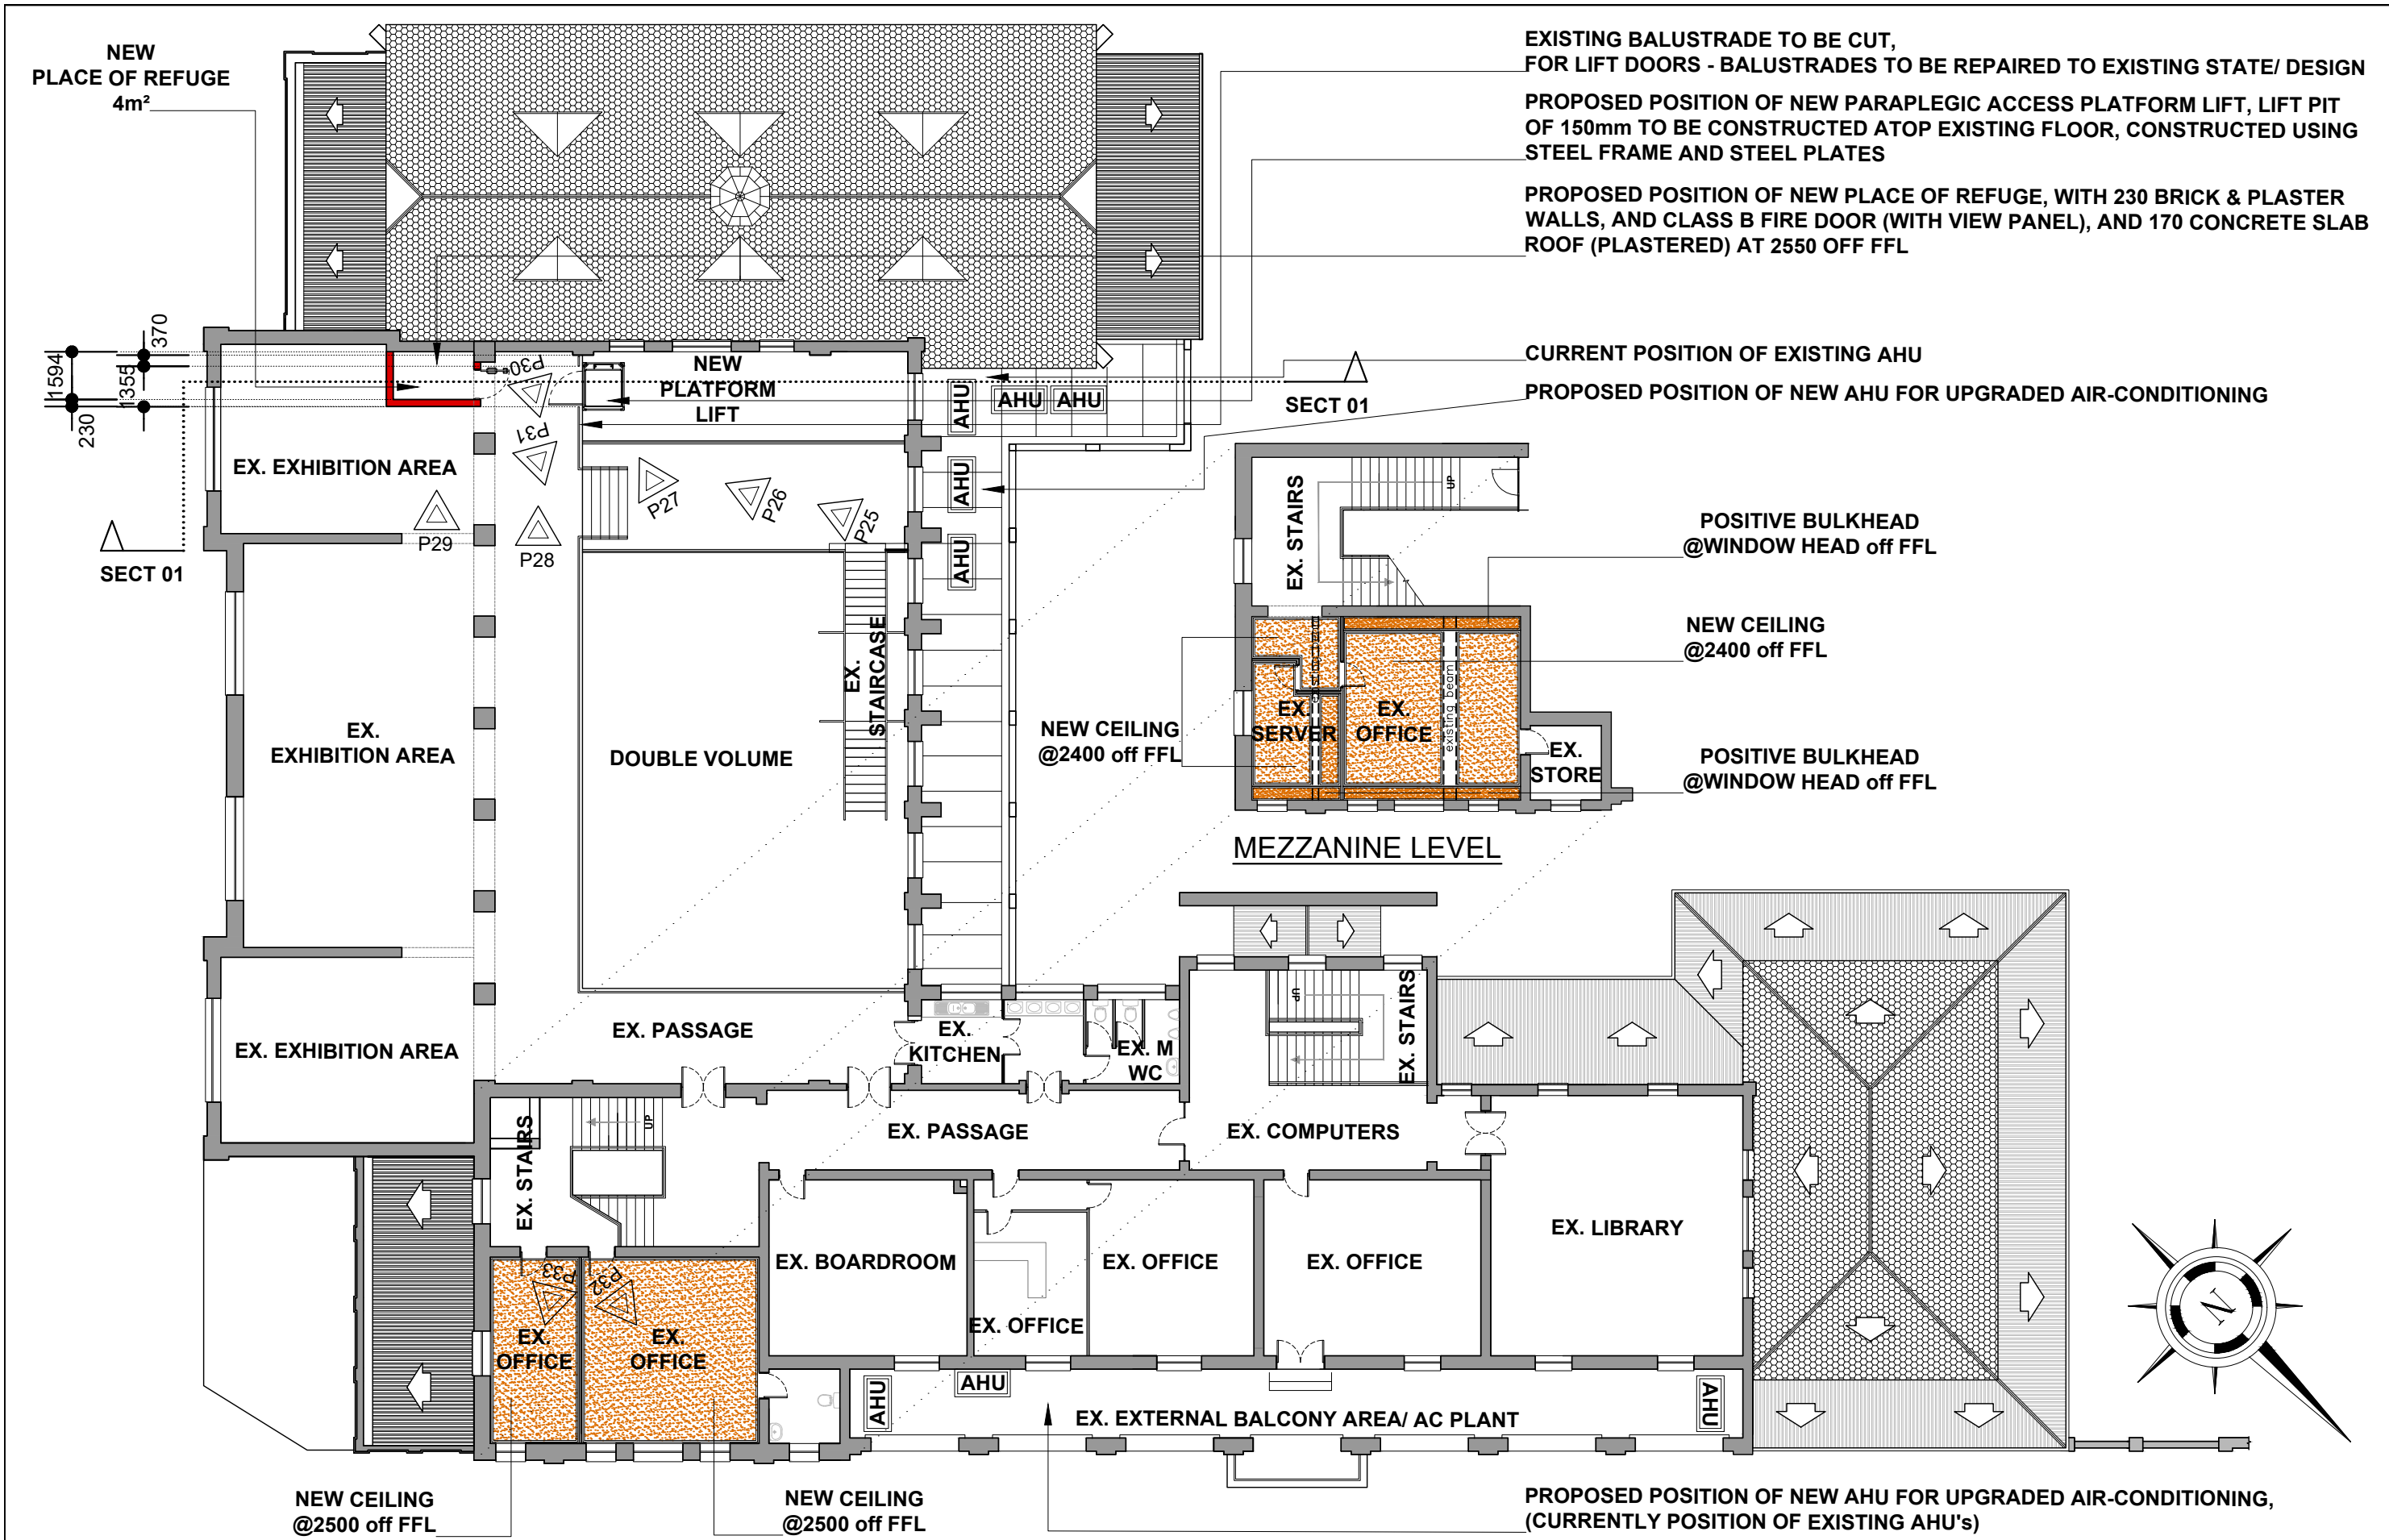 NEW
PLACE OF REFUGE
4m²
EXISTING BALUSTRADE TO BE CUT,
FOR LIFT DOORS - BALUSTRADES TO BE REPAIRED TO EXISTING STATE/ DESIGN
PROPOSED POSITION OF NEW PARAPLEGIC ACCESS PLATFORM LIFT, LIFT PIT
OF 150mm TO BE CONSTRUCTED ATOP EXISTING FLOOR, CONSTRUCTED USING
STEEL FRAME AND STEEL PLATES
PROPOSED POSITION OF NEW PLACE OF REFUGE, WITH 230 BRICK & PLASTER
WALLS, AND CLASS B FIRE DOOR (WITH VIEW PANEL), AND 170 CONCRETE SLAB
ROOF (PLASTERED) AT 2550 OFF FFL
CURRENT POSITION OF EXISTING AHU
PROPOSED POSITION OF NEW AHU FOR UPGRADED AIR-CONDITIONING
1594
230
1355
370
P30
P31
NEW
PLATFORM
LIFT
AHU
AHU
AHU
SECT 01
EX. EXHIBITION AREA
P29
P28
P27
P26
P25
AHU
AHU
SECT 01
EX. STAIRS
UP
POSITIVE BULKHEAD
@WINDOW HEAD off FFL
NEW CEILING
@2400 off FFL
EX.
EXHIBITION AREA
DOUBLE VOLUME
EX.
STAIRCASE
NEW CEILING
@2400 off FFL
EX.
SERVER
EX.
OFFICE
existing beam
EX.
STORE
POSITIVE BULKHEAD
@WINDOW HEAD off FFL
MEZZANINE LEVEL
EX. EXHIBITION AREA
EX. PASSAGE
EX.
KITCHEN
EX. M
WC
UP
EX. STAIRS
EX. STAIRS
UP
EX. PASSAGE
EX. COMPUTERS
EX. BOARDROOM
EX. OFFICE
EX. OFFICE
EX. OFFICE
EX. LIBRARY
P33
P32
EX.
OFFICE
EX.
OFFICE
AHU
AHU
AHU
EX. EXTERNAL BALCONY AREA/ AC PLANT
N
NEW CEILING
@2500 off FFL
NEW CEILING
@2500 off FFL
PROPOSED POSITION OF NEW AHU FOR UPGRADED AIR-CONDITIONING,
(CURRENTLY POSITION OF EXISTING AHU's)